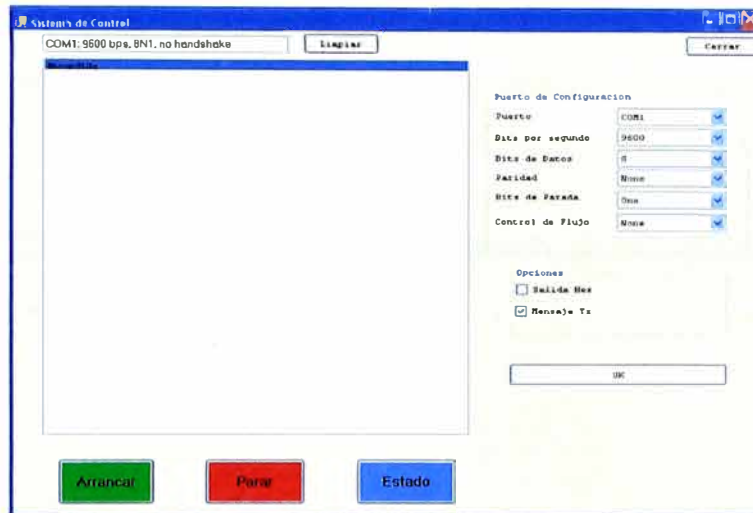 Sistema de Control
COM1: 9600 bps, 8N1, no handshake
Limpiar
Cerrar
Puerto de Configuracion
Puerto
COM1
Bits por segundo
9600
Bits de Datos
8
Paridad
None
Bits de Parada
One
Control de Flujo
None
Opciones
Salida Hex
Mensaje Tx
OK
Arrancar
Parar
Estado